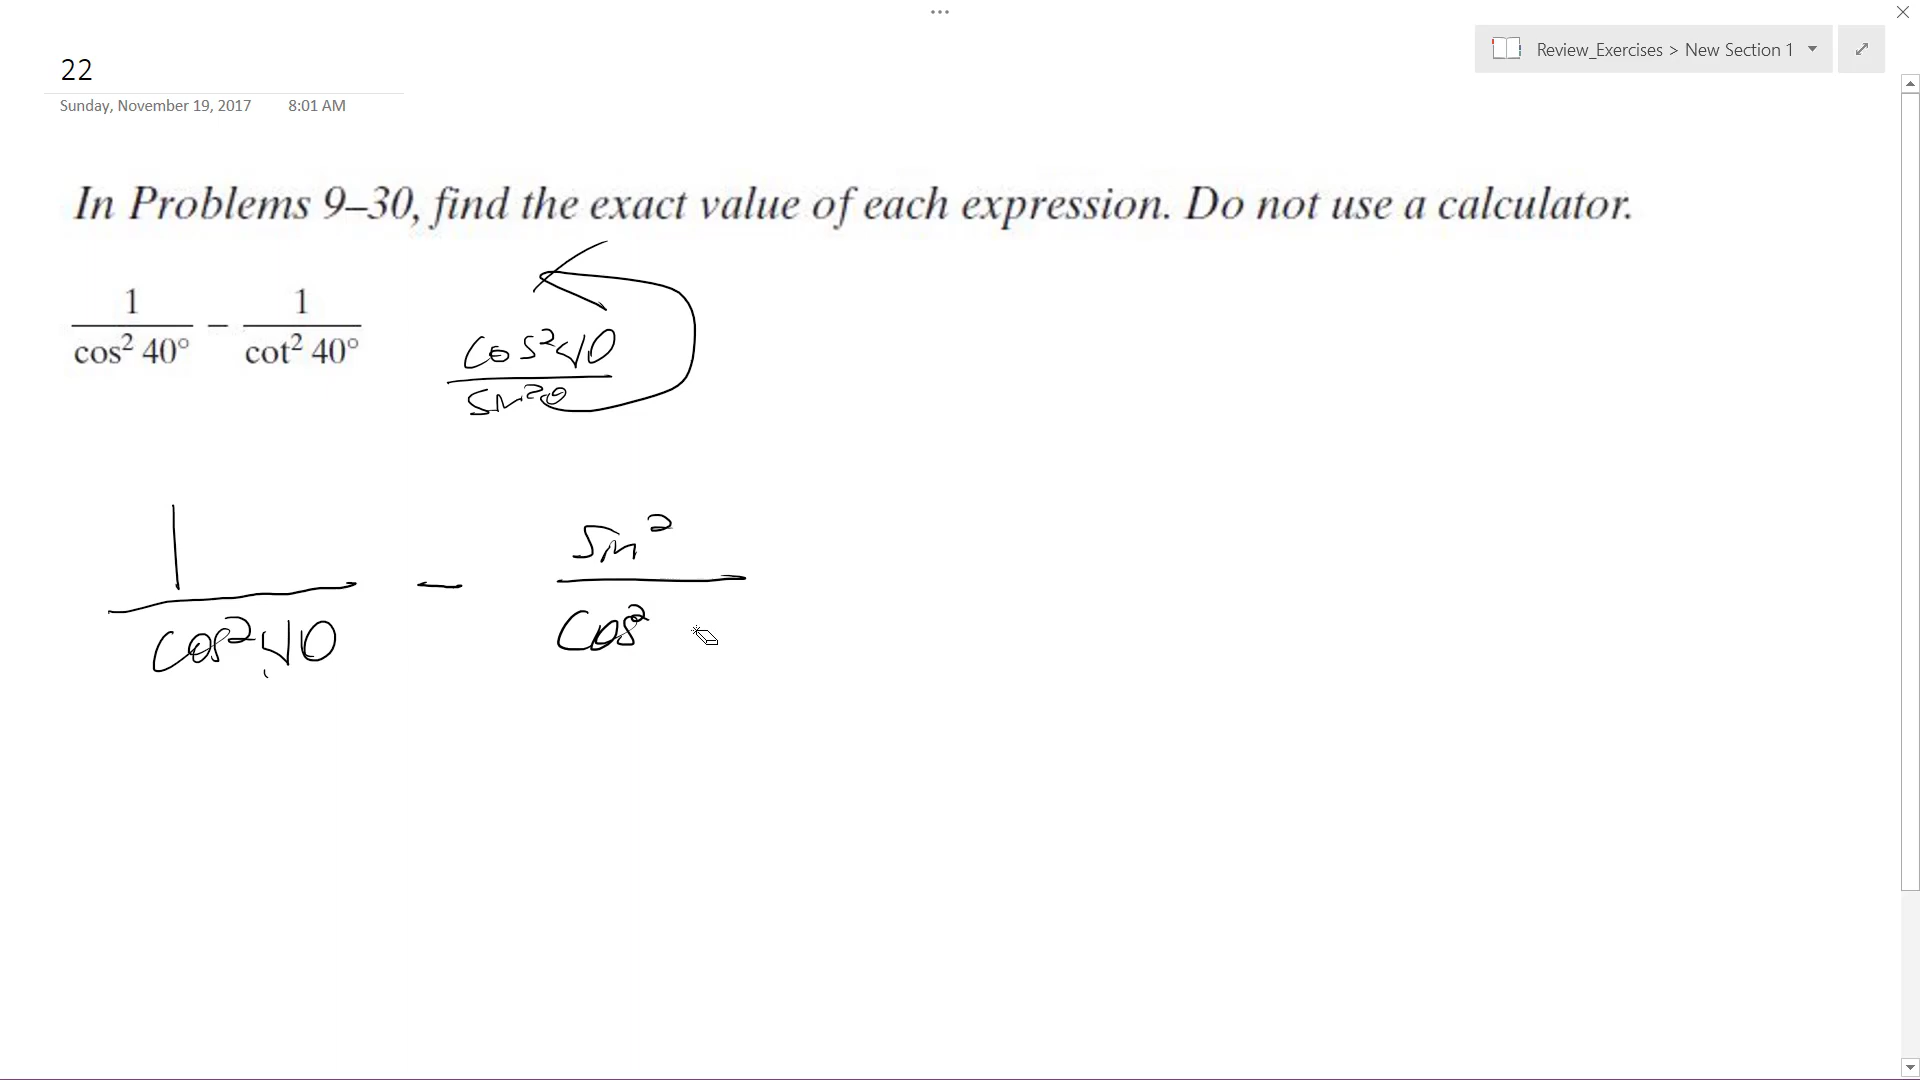 ...
Review_Exercises > New Section 1
22
Sunday, November 19, 2017 8:01 AM
In Problems 9–30, find the exact value of each expression. Do not use a calculator.
1/cos² 40° − 1/cot² 40°
cos²40
sin²θ
1/cos²40 − sin²/cos²